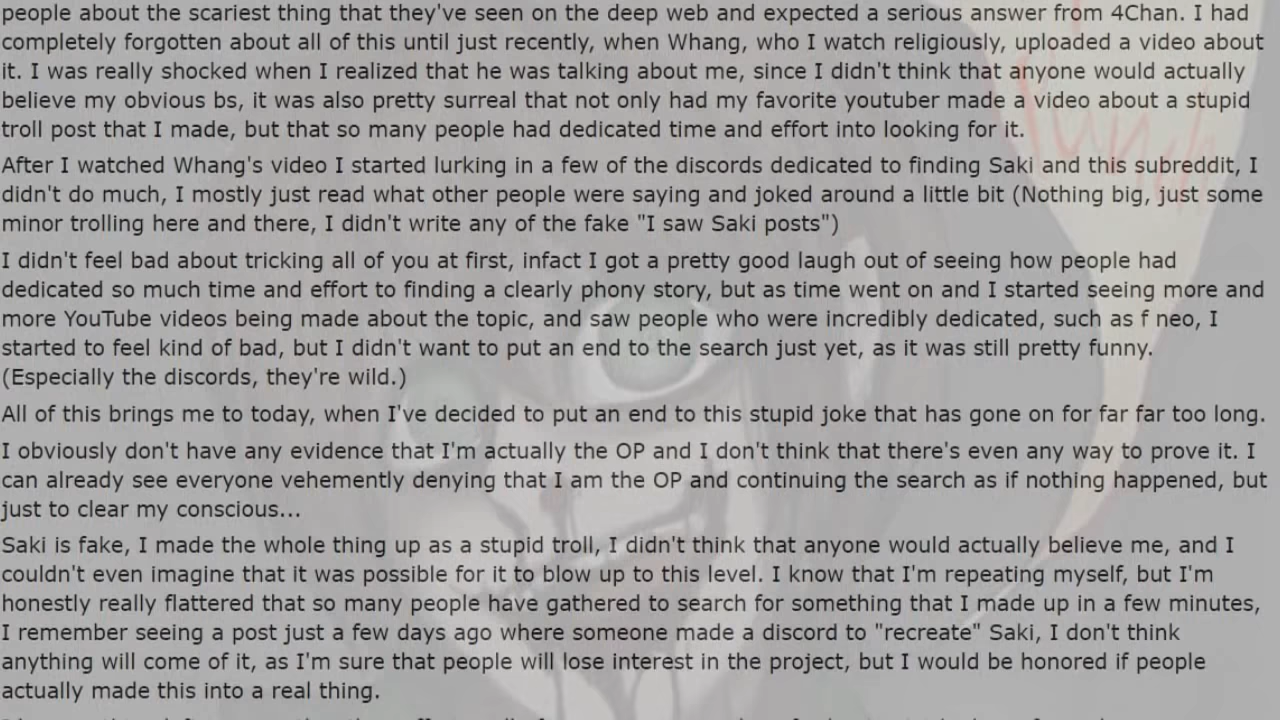 people about the scariest thing that they've seen on the deep web and expected a serious answer from 4Chan. I had
completely forgotten about all of this until just recently, when Whang, who I watch religiously, uploaded a video about
it. I was really shocked when I realized that he was talking about me, since I didn't think that anyone would actually
believe my obvious bs, it was also pretty surreal that not only had my favorite youtuber made a video about a stupid
troll post that I made, but that so many people had dedicated time and effort into looking for it.
After I watched Whang's video I started lurking in a few of the discords dedicated to finding Saki and this subreddit, I
didn't do much, I mostly just read what other people were saying and joked around a little bit (Nothing big, just some
minor trolling here and there, I didn't write any of the fake "I saw Saki posts")
I didn't feel bad about tricking all of you at first, infact I got a pretty good laugh out of seeing how people had
dedicated so much time and effort to finding a clearly phony story, but as time went on and I started seeing more and
more YouTube videos being made about the topic, and saw people who were incredibly dedicated, such as f neo, I
started to feel kind of bad, but I didn't want to put an end to the search just yet, as it was still pretty funny.
(Especially the discords, they're wild.)
All of this brings me to today, when I've decided to put an end to this stupid joke that has gone on for far far too long.
I obviously don't have any evidence that I'm actually the OP and I don't think that there's even any way to prove it. I
can already see everyone vehemently denying that I am the OP and continuing the search as if nothing happened, but
just to clear my conscious...
Saki is fake, I made the whole thing up as a stupid troll, I didn't think that anyone would actually believe me, and I
couldn't even imagine that it was possible for it to blow up to this level. I know that I'm repeating myself, but I'm
honestly really flattered that so many people have gathered to search for something that I made up in a few minutes,
I remember seeing a post just a few days ago where someone made a discord to "recreate" Saki, I don't think
anything will come of it, as I'm sure that people will lose interest in the project, but I would be honored if people
actually made this into a real thing.